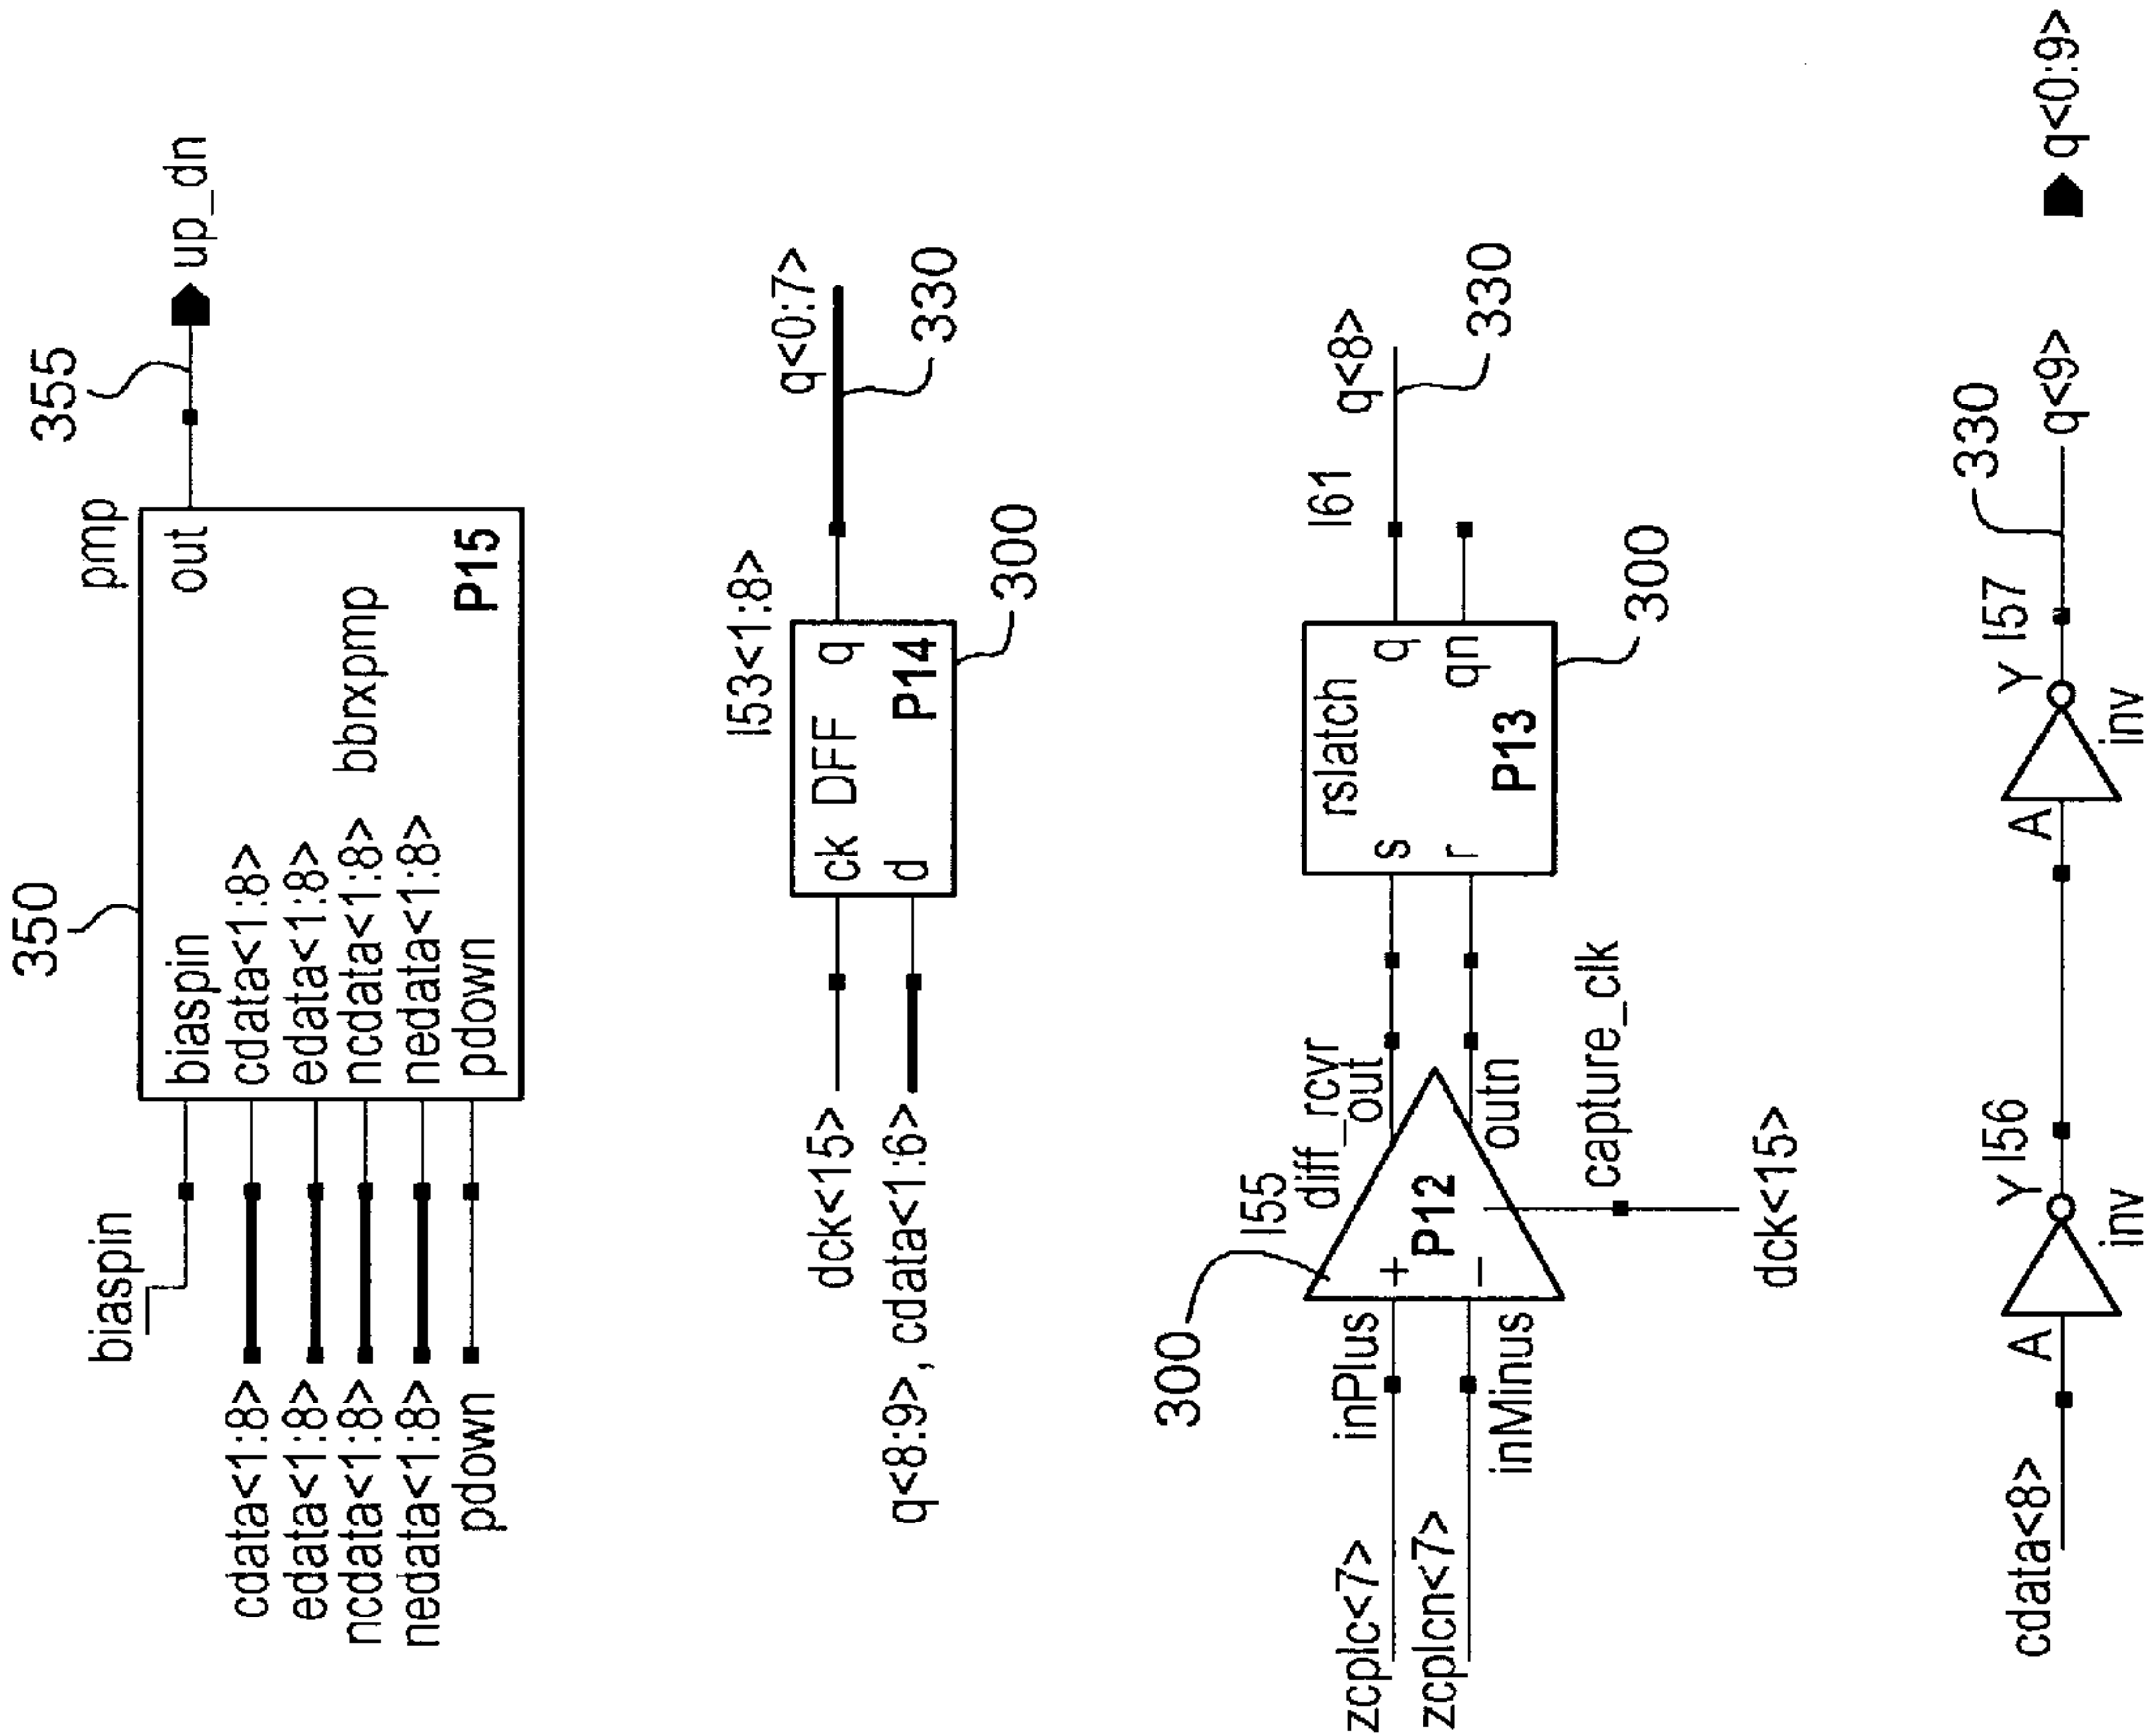 350
355
pmp
biaspin
biaspin
out
up_dn
cdata<1:8>
cdata<1:8>
edata<1:8>
edata<1:8>
ncdata<1:8>
ncdata<1:8>
bbrxpmp
nedata<1:8>
nedata<1:8>
pdown
pdown
P15
I53<1:8>
q<0:7>
dck<15>
ck DFF q
q<8:9>, cdata<1:6>
d
P14
330
300
300
I55
diff_rcvr
inPlus
+
out
P12
zcplc<7>
inMinus
−
outn
zcplcn<7>
capture_clk
dck<15>
rslatch
s
q
r
qn
P13
I61
q<8>
330
300
cdata<8>
A
Y I56
inv
A
Y I57
inv
330
q<9>
q<0:9>